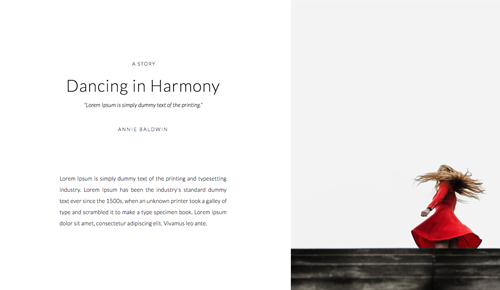 A STORY
Dancing in Harmony
"Lorem Ipsum is simply dummy text of the printing."
ANNIE BALDWIN
Lorem Ipsum is simply dummy text of the printing and typesetting
industry. Lorem Ipsum has been the industry's standard dummy
text ever since the 1500s, when an unknown printer took a galley of
type and scrambled it to make a type specimen book. Lorem Ipsum
dolor sit amet, consectetur adipiscing elit. Vivamus leo ante.